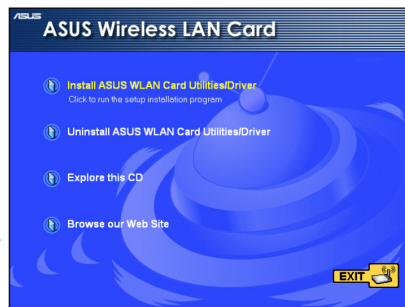 ASUS
ASUS Wireless LAN Card
Install ASUS WLAN Card Utilities/Driver
Click to run the setup installation program
Uninstall ASUS WLAN Card Utilities/Driver
Explore this CD
Browse our Web Site
EXIT